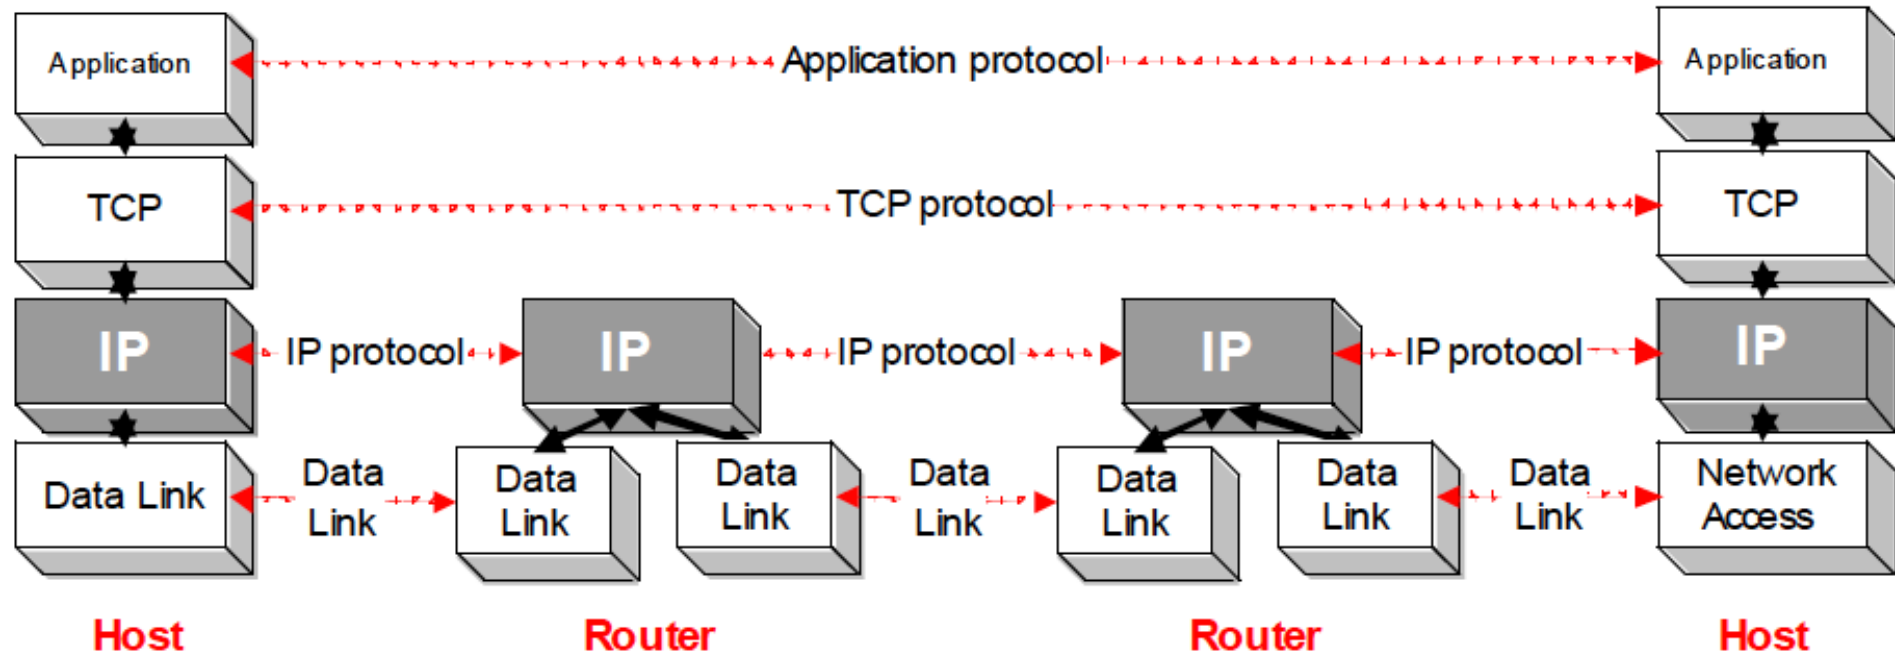 Application
Application protocol
Application
TCP
TCP protocol
TCP
IP
IP protocol
IP
IP protocol
IP
IP protocol
IP
Data Link
Data
Link
Data
Link
Data
Link
Data
Link
Data
Link
Data
Link
Data
Link
Network
Access
Host
Router
Router
Host